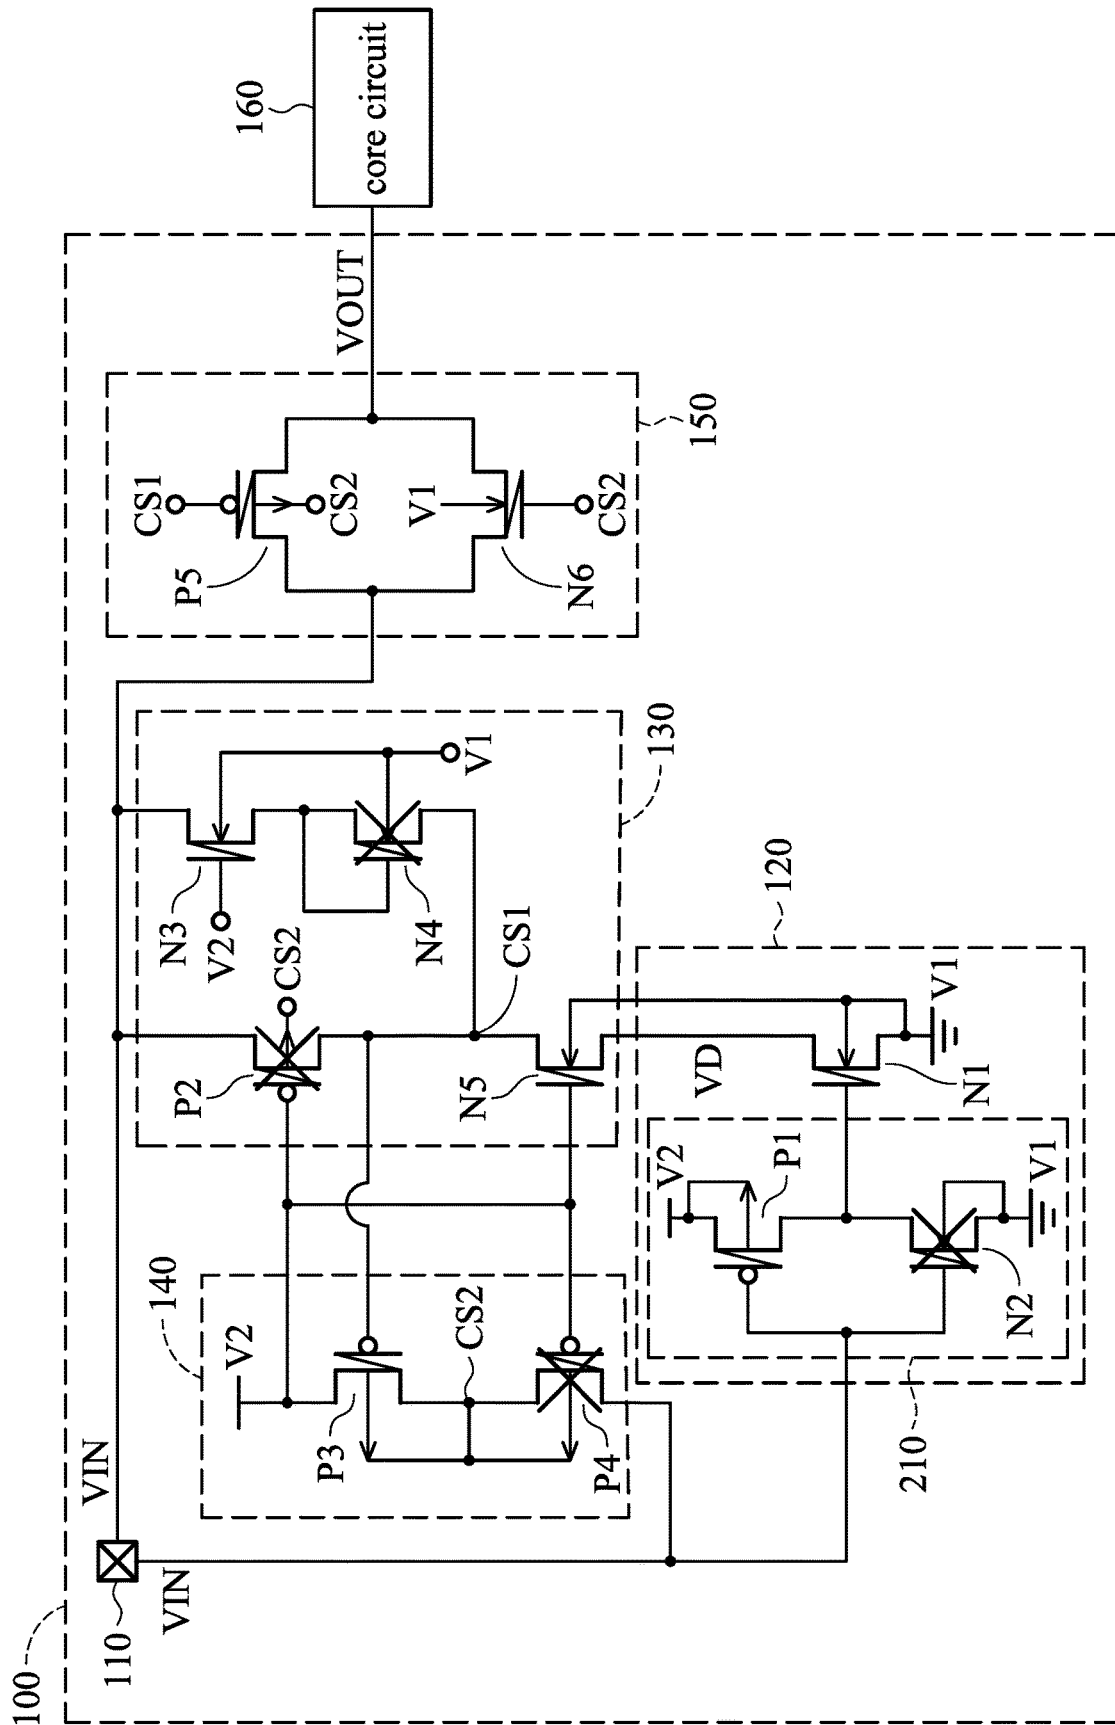 100
110
VIN
VIN
140
V2
P3
CS2
P4
210
P2
CS2
N3
V2
N4
V1
CS1
N5
130
120
VD
V2
P1
N2
V1
N1
V1
CS1
P5
CS2
V1
N6
CS2
150
VOUT
160
core circuit